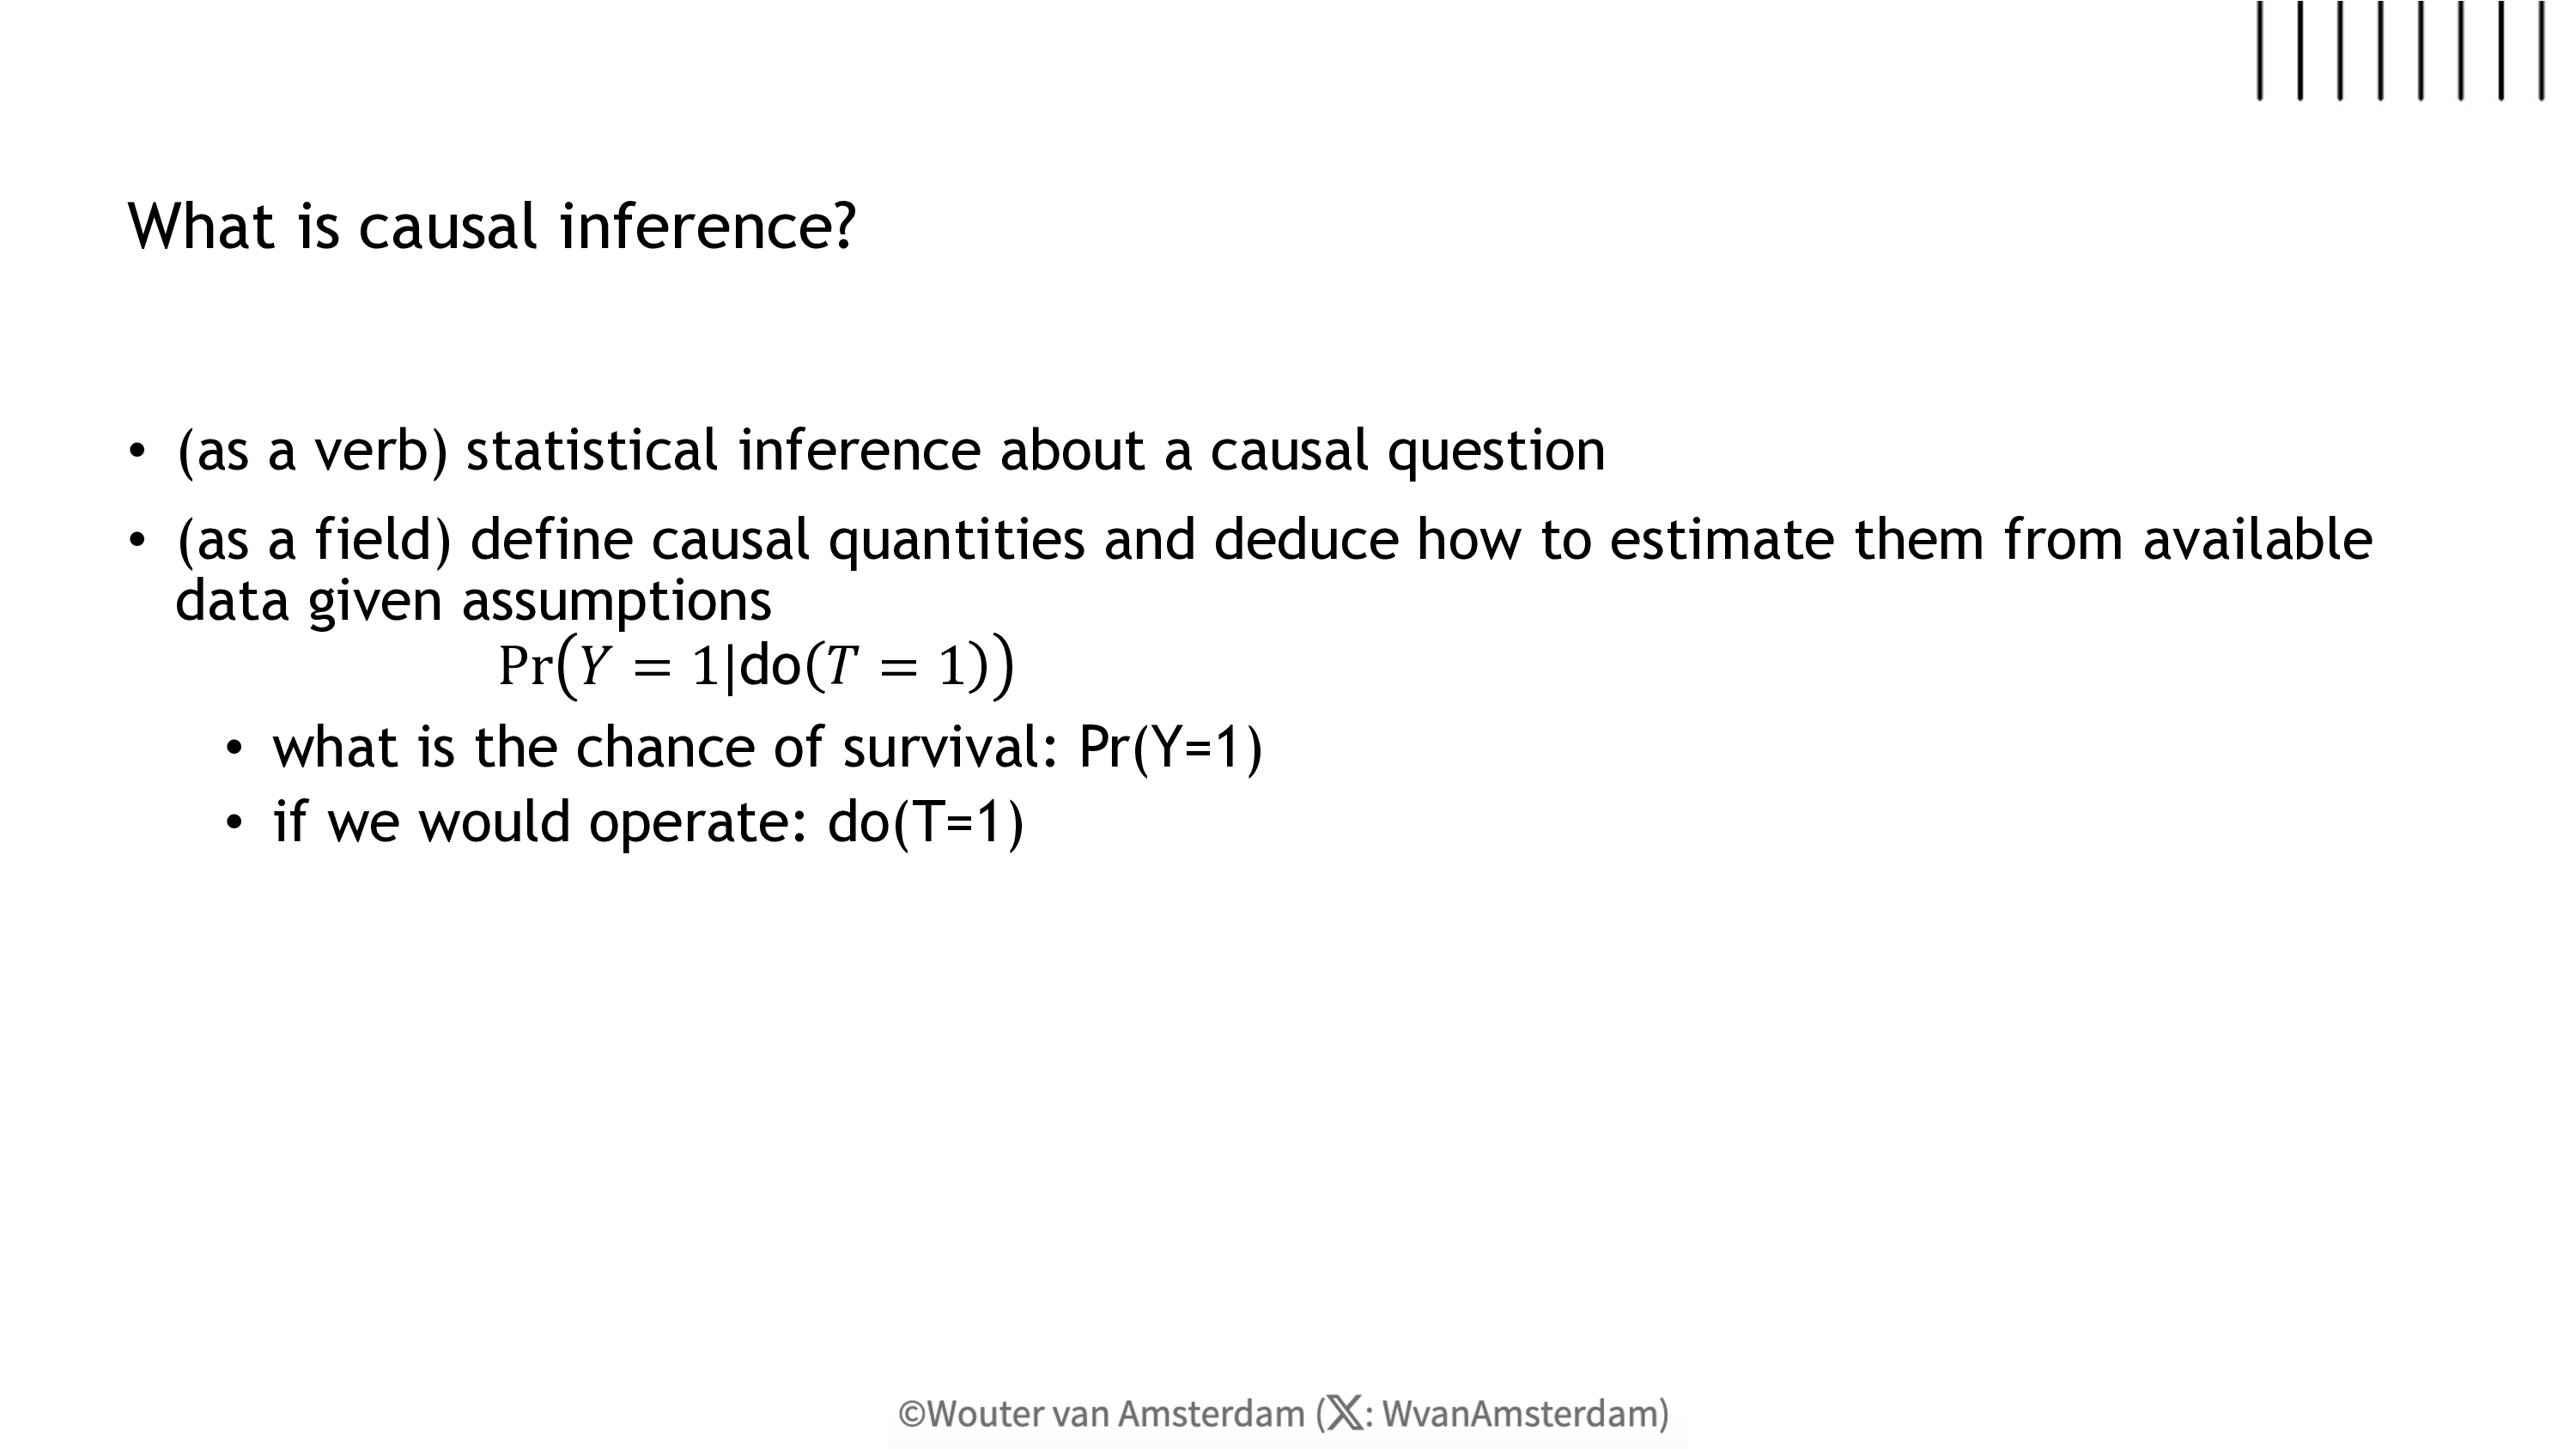 What is causal inference?
• (as a verb) statistical inference about a causal question
• (as a field) define causal quantities and deduce how to estimate them from available
data given assumptions
Pr(Y = 1|do(T = 1))
• what is the chance of survival: Pr(Y=1)
• if we would operate: do(T=1)
©Wouter van Amsterdam (𝕏: WvanAmsterdam)